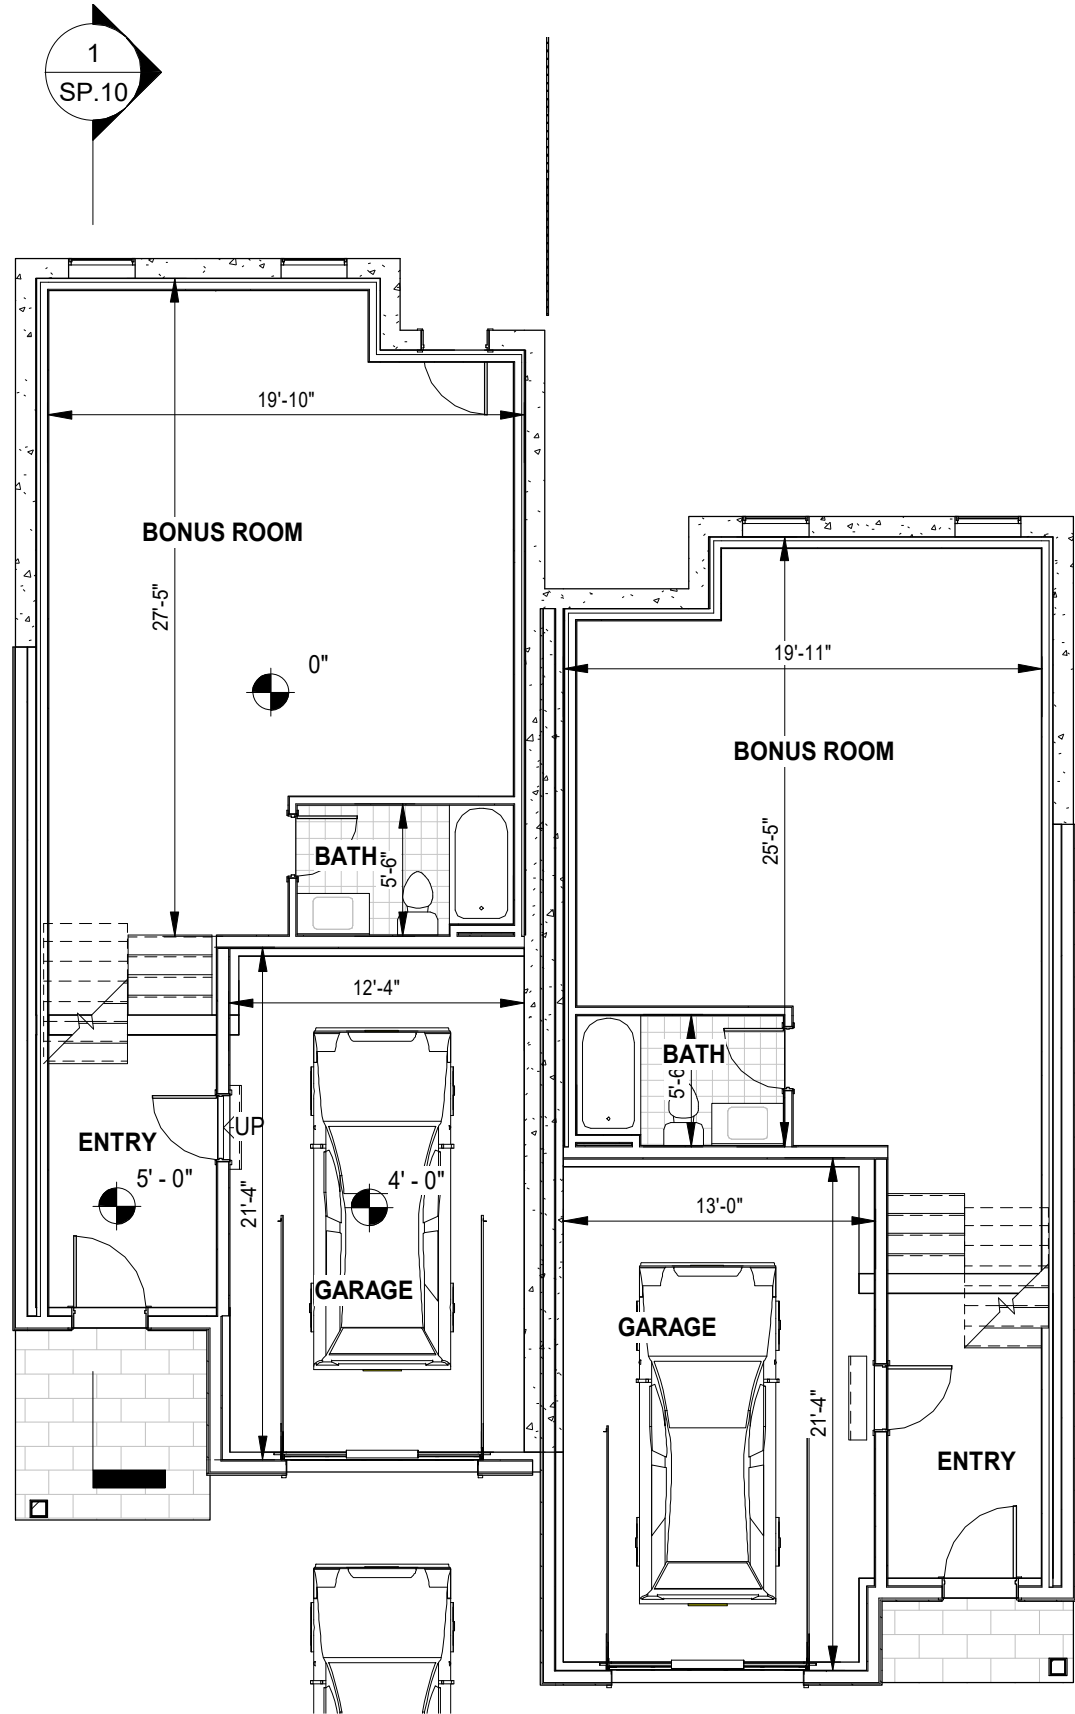 1
SP.10
19'-10"
BONUS ROOM
27'-5"
0"
19'-11"
BONUS ROOM
25'-5"
BATH
5'-6"
12'-4"
BATH
5'-6
UP
ENTRY
5' - 0"
4' - 0"
21'-4"
13'-0"
GARAGE
GARAGE
21'-4"
ENTRY